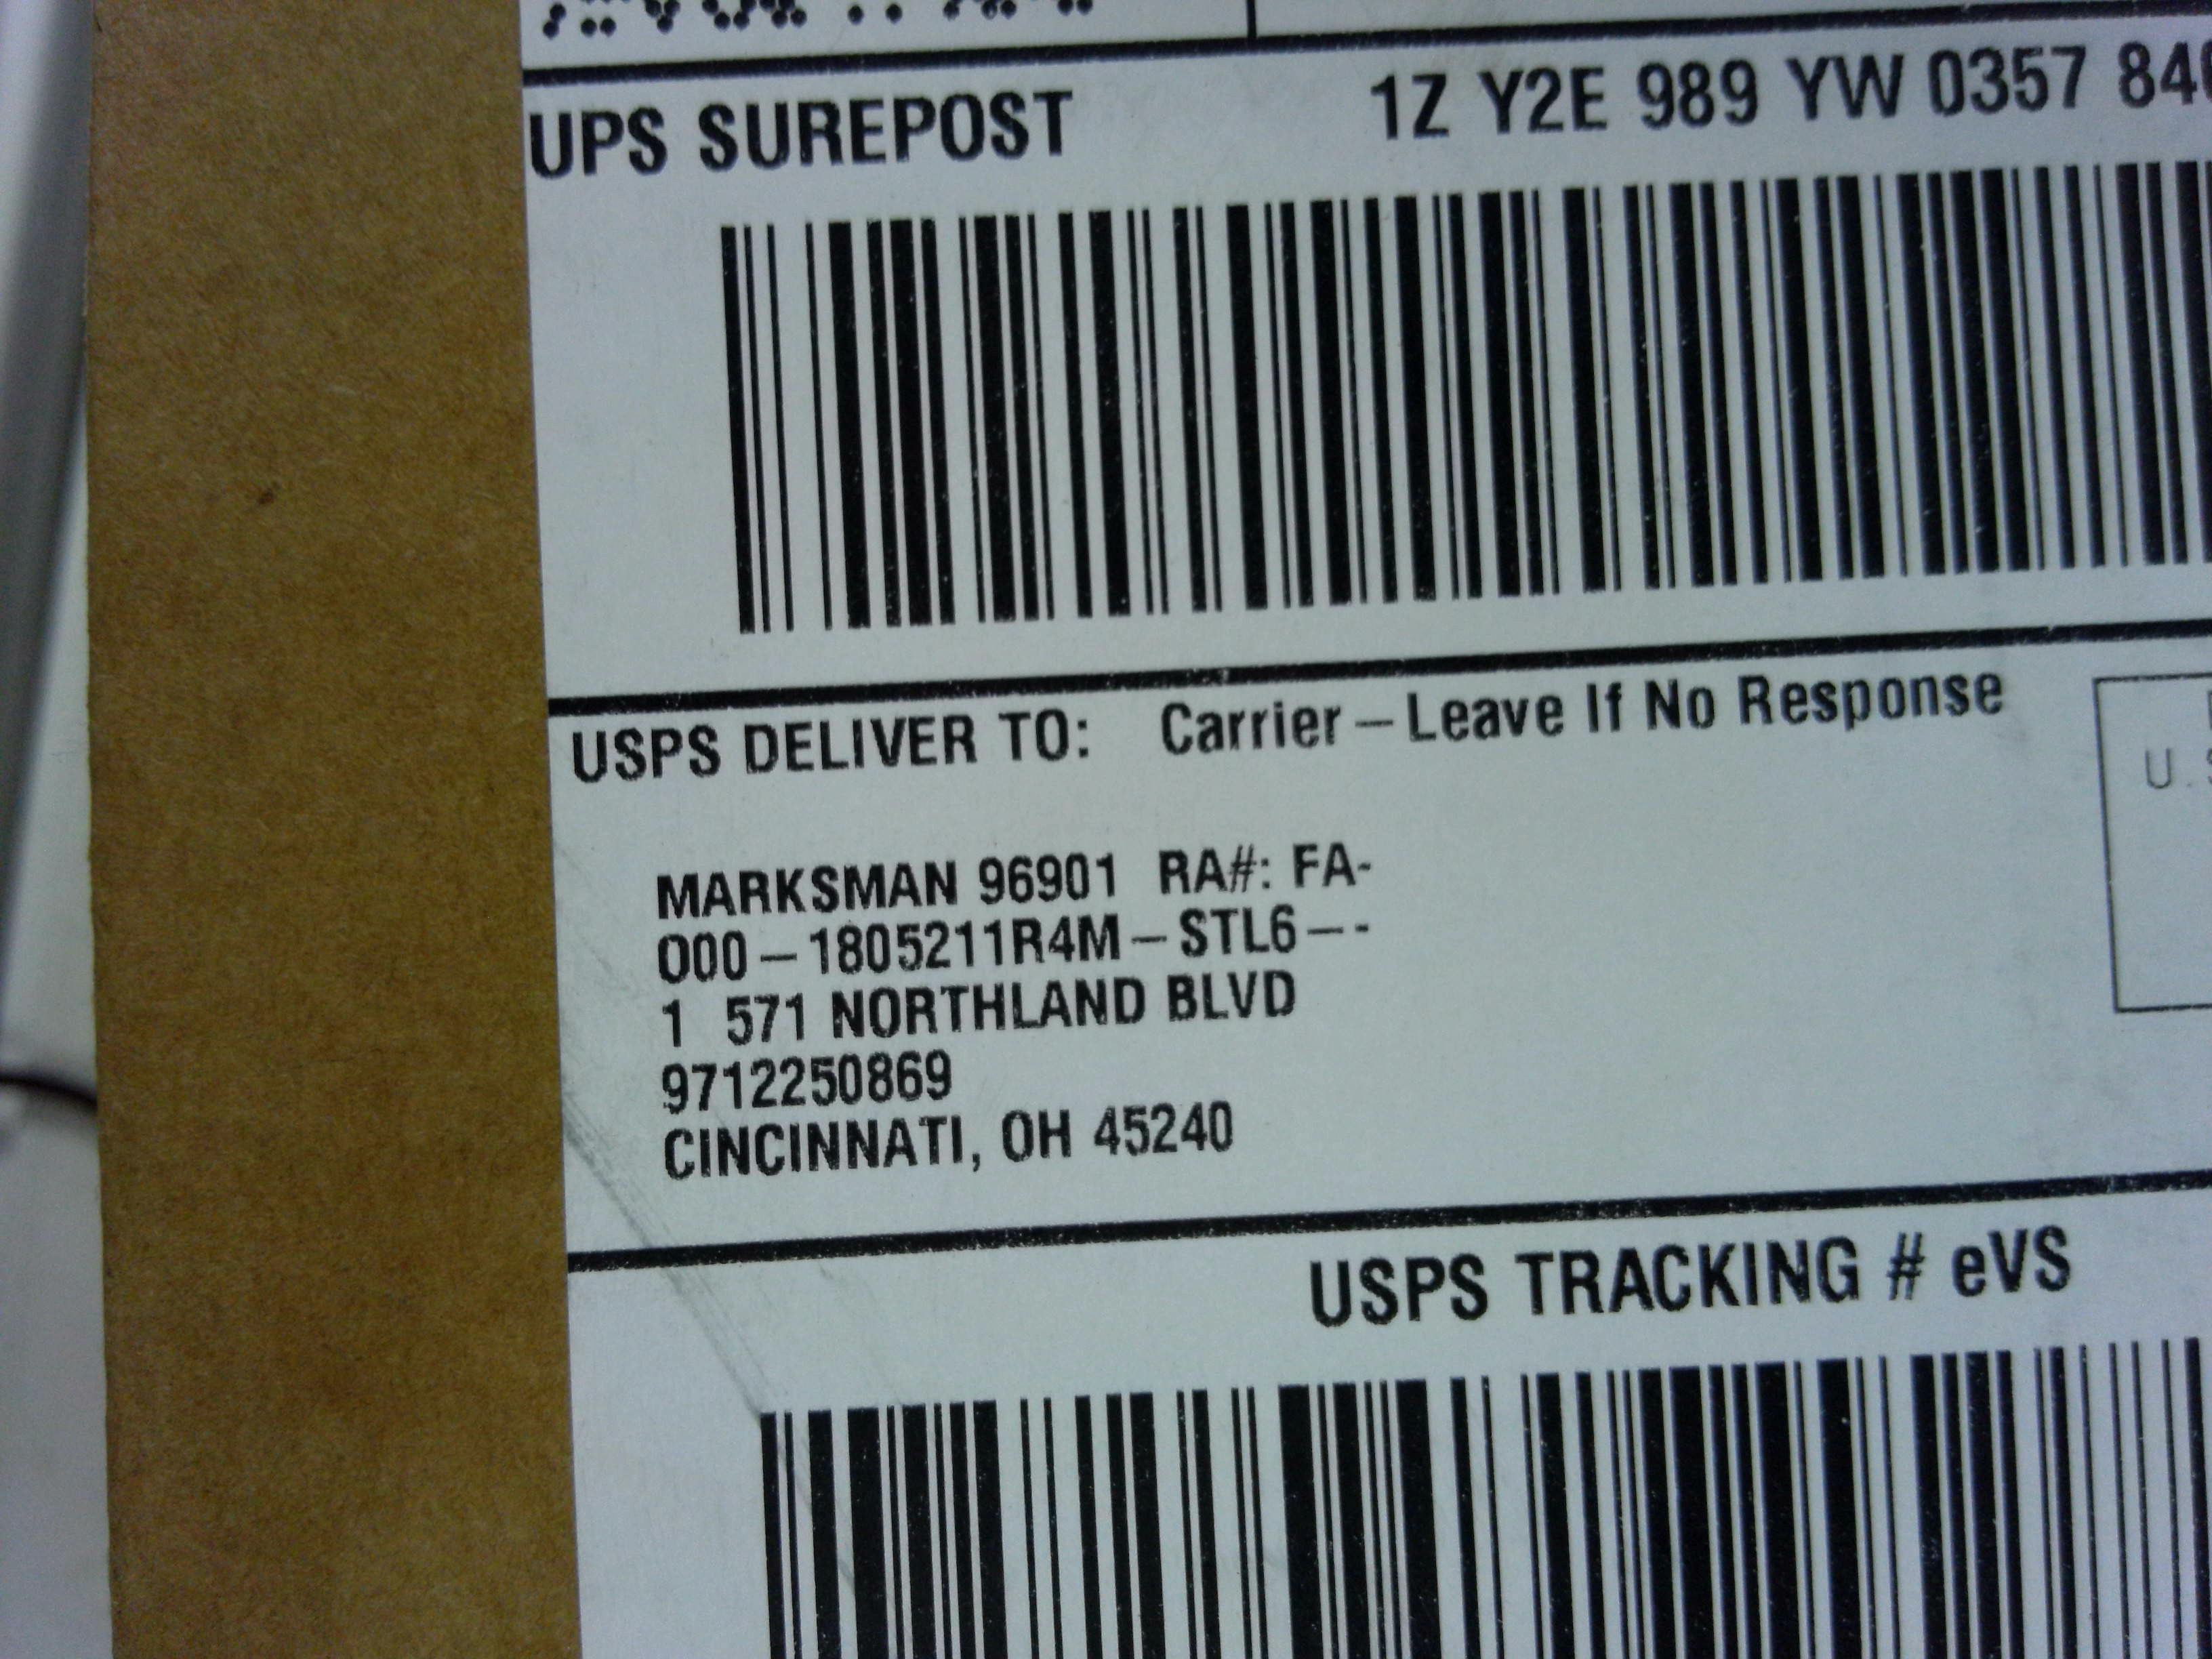 UPS SUREPOST 1Z Y2E 989 YW 0357
USPS DELIVER TO: Carrier – Leave If No Response
MARKSMAN 96901 RA#: FA-
000 – 1805211R4M – STL6 – -
1 571 NORTHLAND BLVD
9712250869
CINCINNATI, OH 45240
USPS TRACKING # eVS